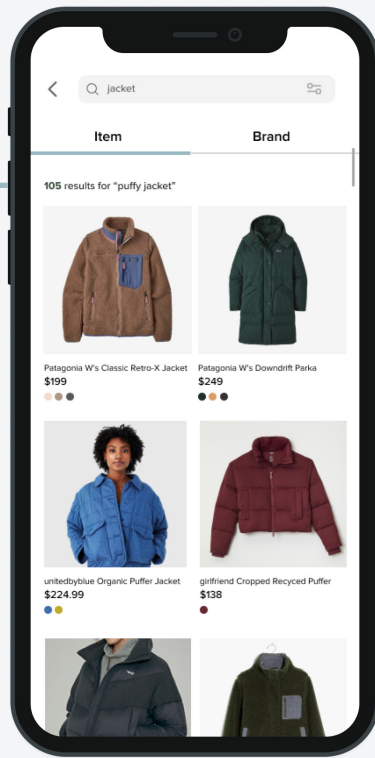 jacket
Item Brand
105 results for “puffy jacket”
Patagonia W's Classic Retro-X Jacket
$199
Patagonia W's Downdrift Parka
$249
unitedbyblue Organic Puffer Jacket
$224.99
girlfriend Cropped Recyced Puffer
$138